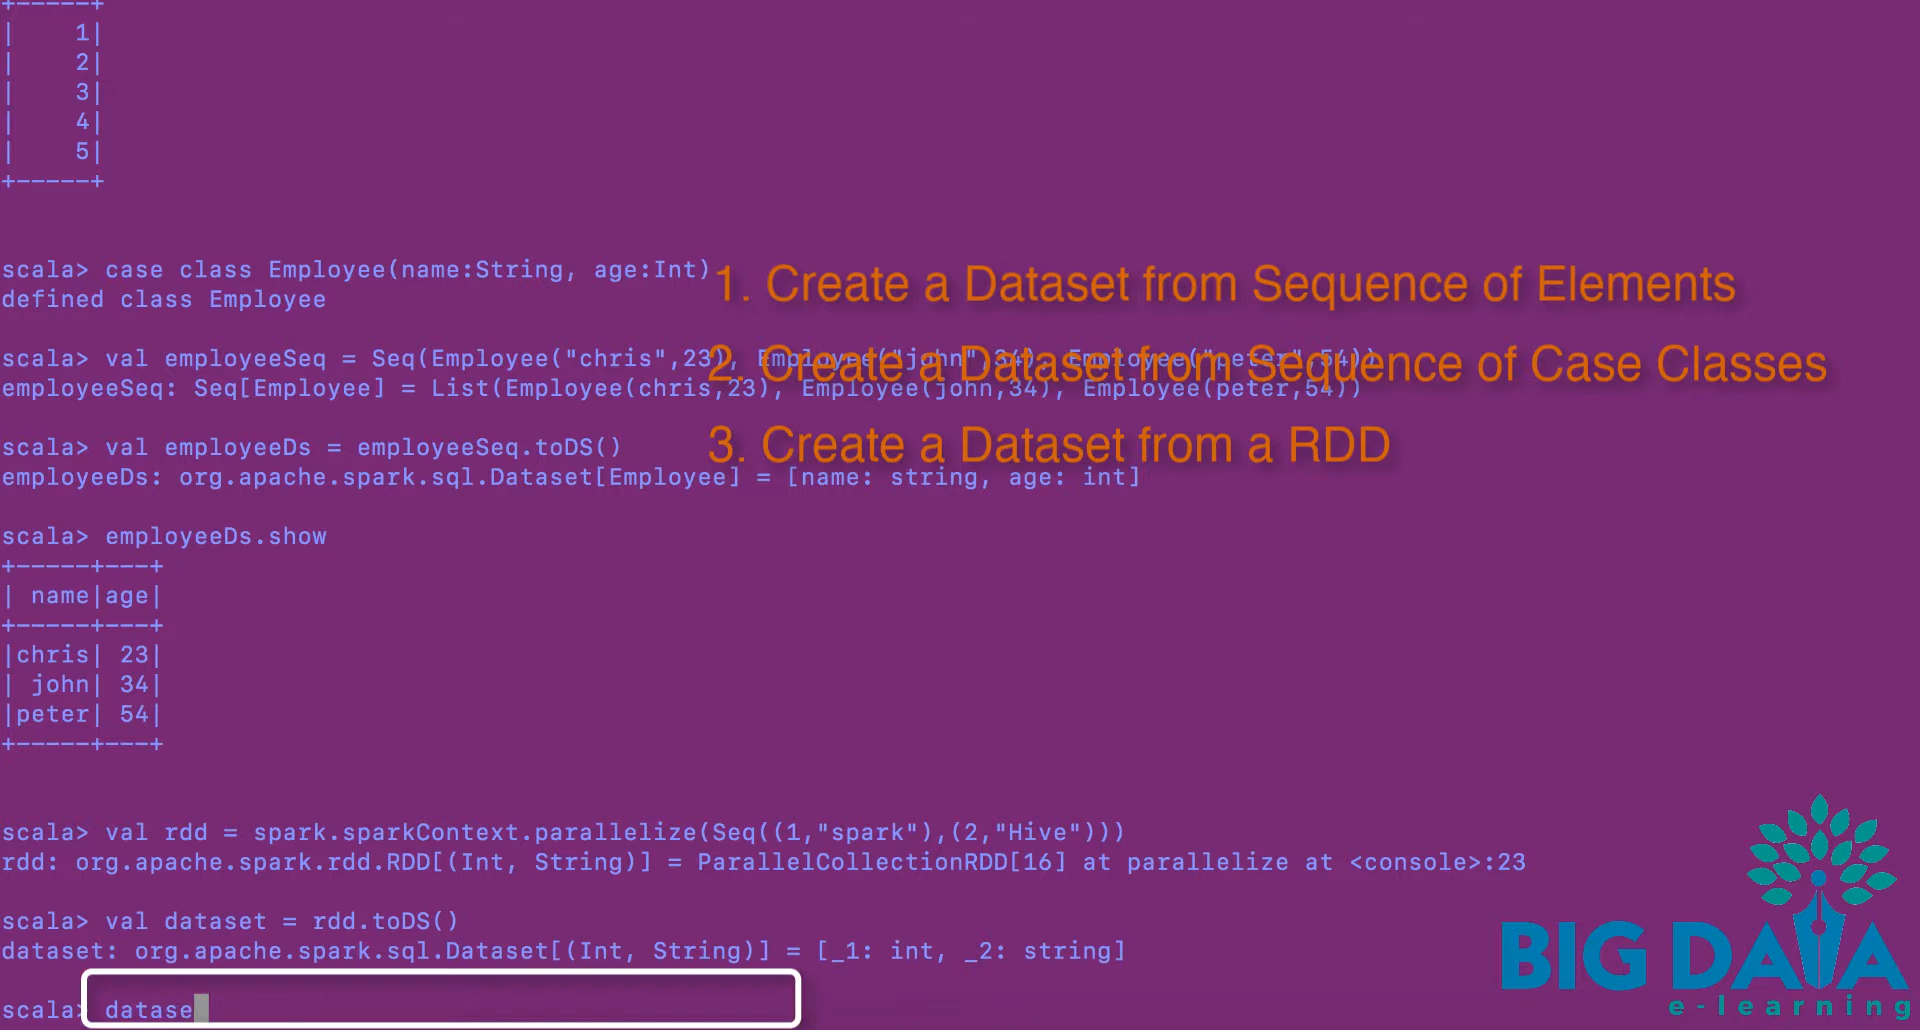 +------+
|     1|
|     2|
|     3|
|     4|
|     5|
+------+
scala> case class Employee(name:String, age:Int)
defined class Employee
1. Create a Dataset from Sequence of Elements
scala> val employeeSeq = Seq(Employee("chris",23), Employee("john",34), Employee("peter",54))
2. Create a Dataset from Sequence of Case Classes
employeeSeq: Seq[Employee] = List(Employee(chris,23), Employee(john,34), Employee(peter,54))
scala> val employeeDs = employeeSeq.toDS()
3. Create a Dataset from a RDD
employeeDs: org.apache.spark.sql.Dataset[Employee] = [name: string, age: int]
scala> employeeDs.show
+-----+---+
| name|age|
+-----+---+
|chris| 23|
| john| 34|
|peter| 54|
+-----+---+
scala> val rdd = spark.sparkContext.parallelize(Seq((1,"spark"),(2,"Hive")))
rdd: org.apache.spark.rdd.RDD[(Int, String)] = ParallelCollectionRDD[16] at parallelize at <console>:23
scala> val dataset = rdd.toDS()
dataset: org.apache.spark.sql.Dataset[(Int, String)] = [_1: int, _2: string]
scala> datase
BIG DATA
e-learning